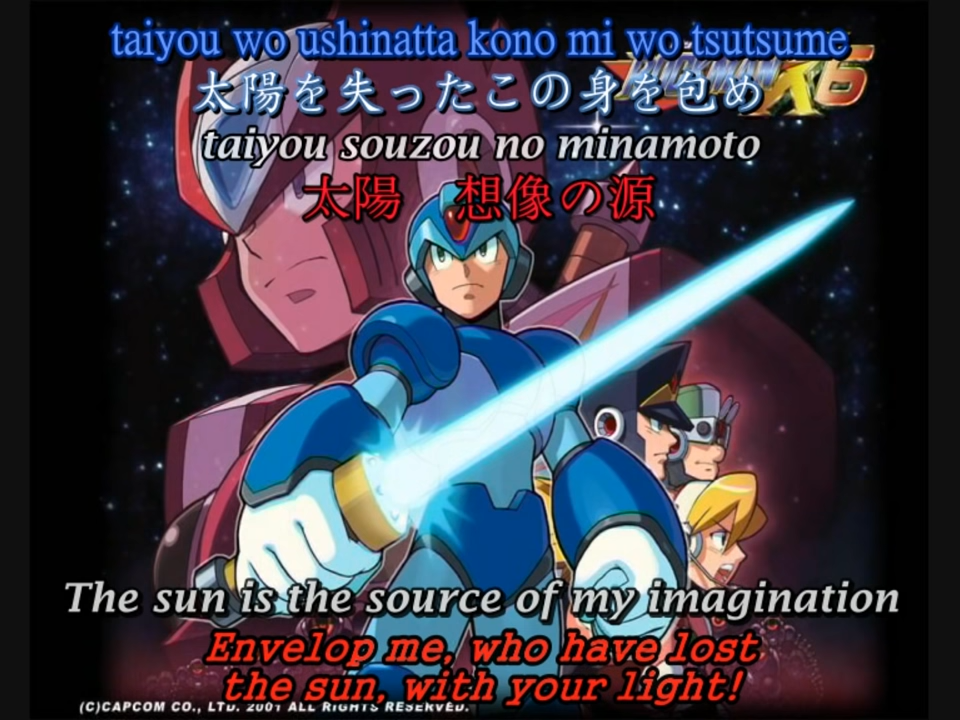 taiyou wo ushinatta kono mi wo tsutsume
ROCKMAN X6
太陽を失ったこの身を包め
taiyou souzou no minamoto
太陽　想像の源
The sun is the source of my imagination
Envelop me, who have lost
the sun, with your light!
(C)CAPCOM CO., LTD. 2001 ALL RIGHTS RESERVED.